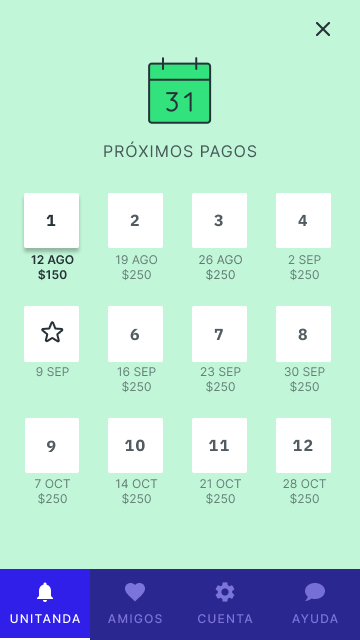 31
PRÓXIMOS PAGOS
1 2 3 4
12 AGO 19 AGO 26 AGO 2 SEP
$150 $250 $250 $250
6 7 8
9 SEP 16 SEP 23 SEP 30 SEP
$250 $250 $250
9 10 11 12
7 OCT 14 OCT 21 OCT 28 OCT
$250 $250 $250 $250
UNITANDA AMIGOS CUENTA AYUDA